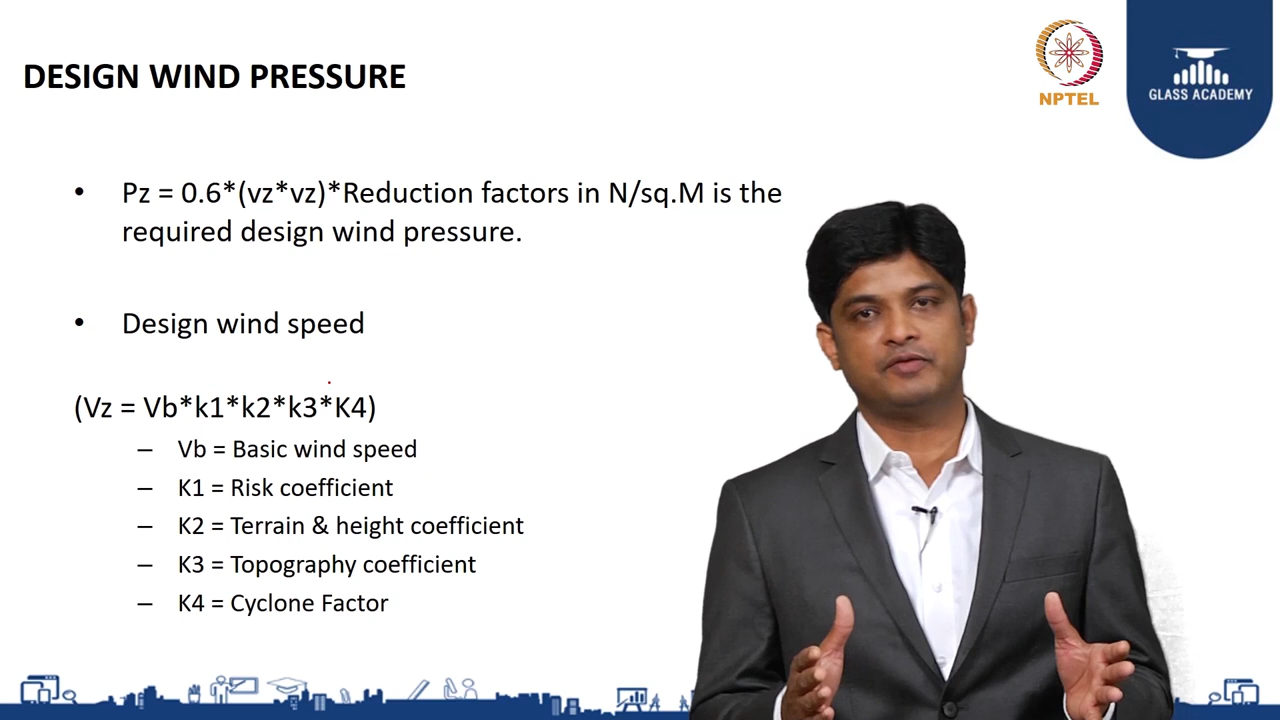 DESIGN WIND PRESSURE
NPTEL
GLASS ACADEMY
• Pz = 0.6*(vz*vz)*Reduction factors in N/sq.M is the
required design wind pressure.
• Design wind speed
(Vz = Vb*k1*k2*k3*K4)
– Vb = Basic wind speed
– K1 = Risk coefficient
– K2 = Terrain & height coefficient
– K3 = Topography coefficient
– K4 = Cyclone Factor